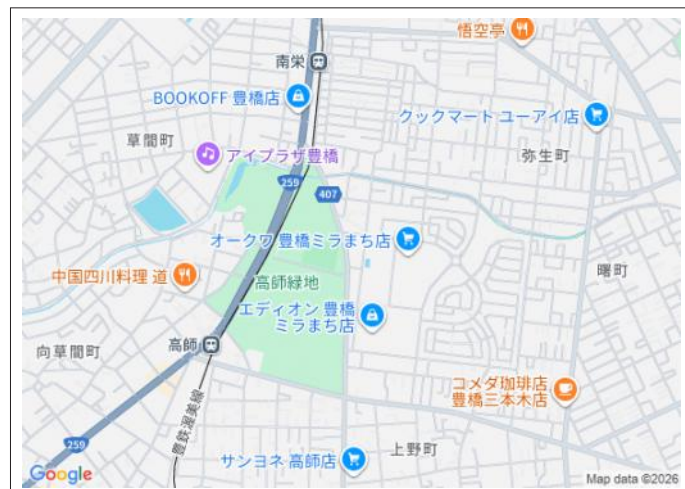 悟空亭
南栄
BOOKOFF 豊橋店
クックマート ユーアイ店
草間町
アイプラザ豊橋
弥生町
259
407
オークワ 豊橋ミラまち店
中国四川料理 道
高師緑地
曙町
エディオン 豊橋
ミラまち店
高師
向草間町
コメダ珈琲店
豊橋三本木店
豊鉄渥美線
259
上野町
サンヨネ 高師店
Google
Map data ©2026